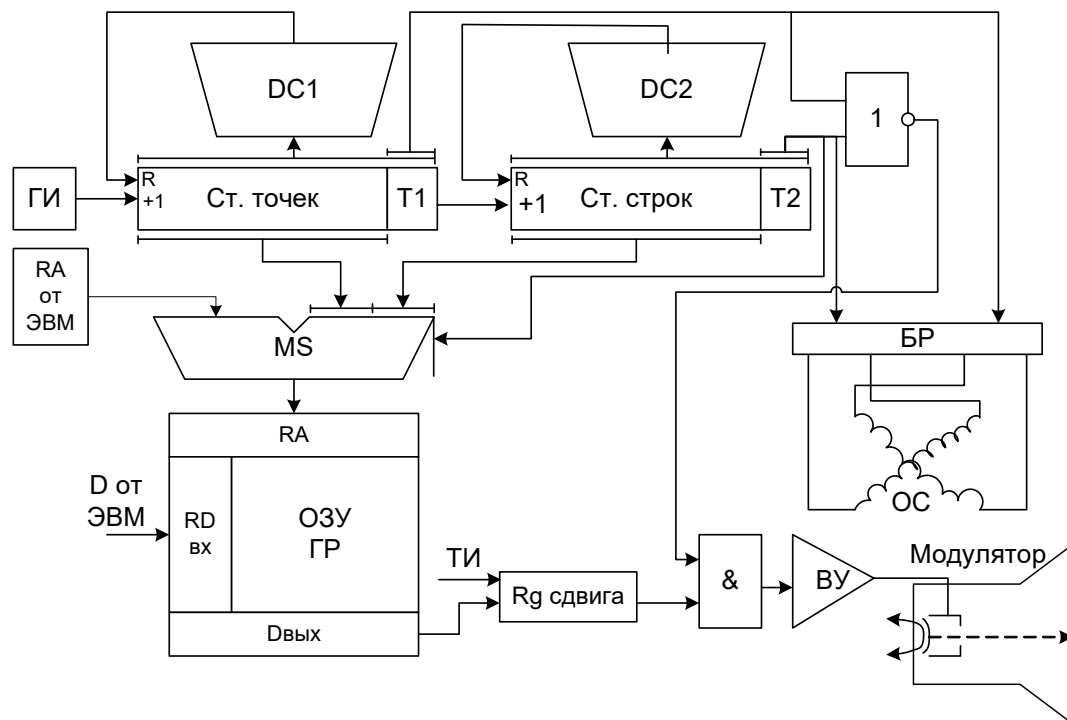 DC1
DC2
1
ГИ
R
+1
Ст. точек
T1
R
+1
Ст. строк
T2
RA
от
ЭВМ
MS
БР
RA
D от
ЭВМ
RD
вх
ОЗУ
ГР
ОС
ТИ
Rg сдвига
&
ВУ
Модулятор
Dвых